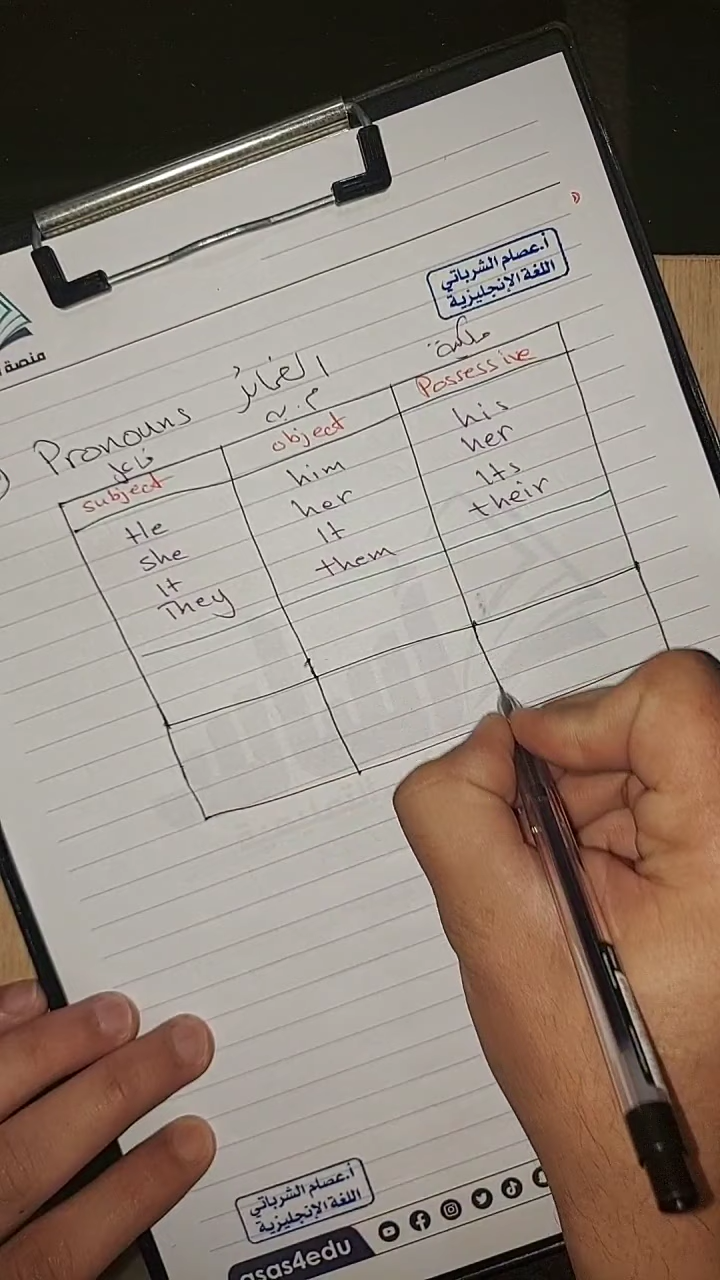 أ.عصام الشرباتي
اللغة الإنجليزية
منصة
Pronouns الضمائر
فاعل م.به ملكية
subject object Possessive
He him his
she her her
It It Its
They them their
أ.عصام الشرباتي
اللغة الإنجليزية
asas4edu